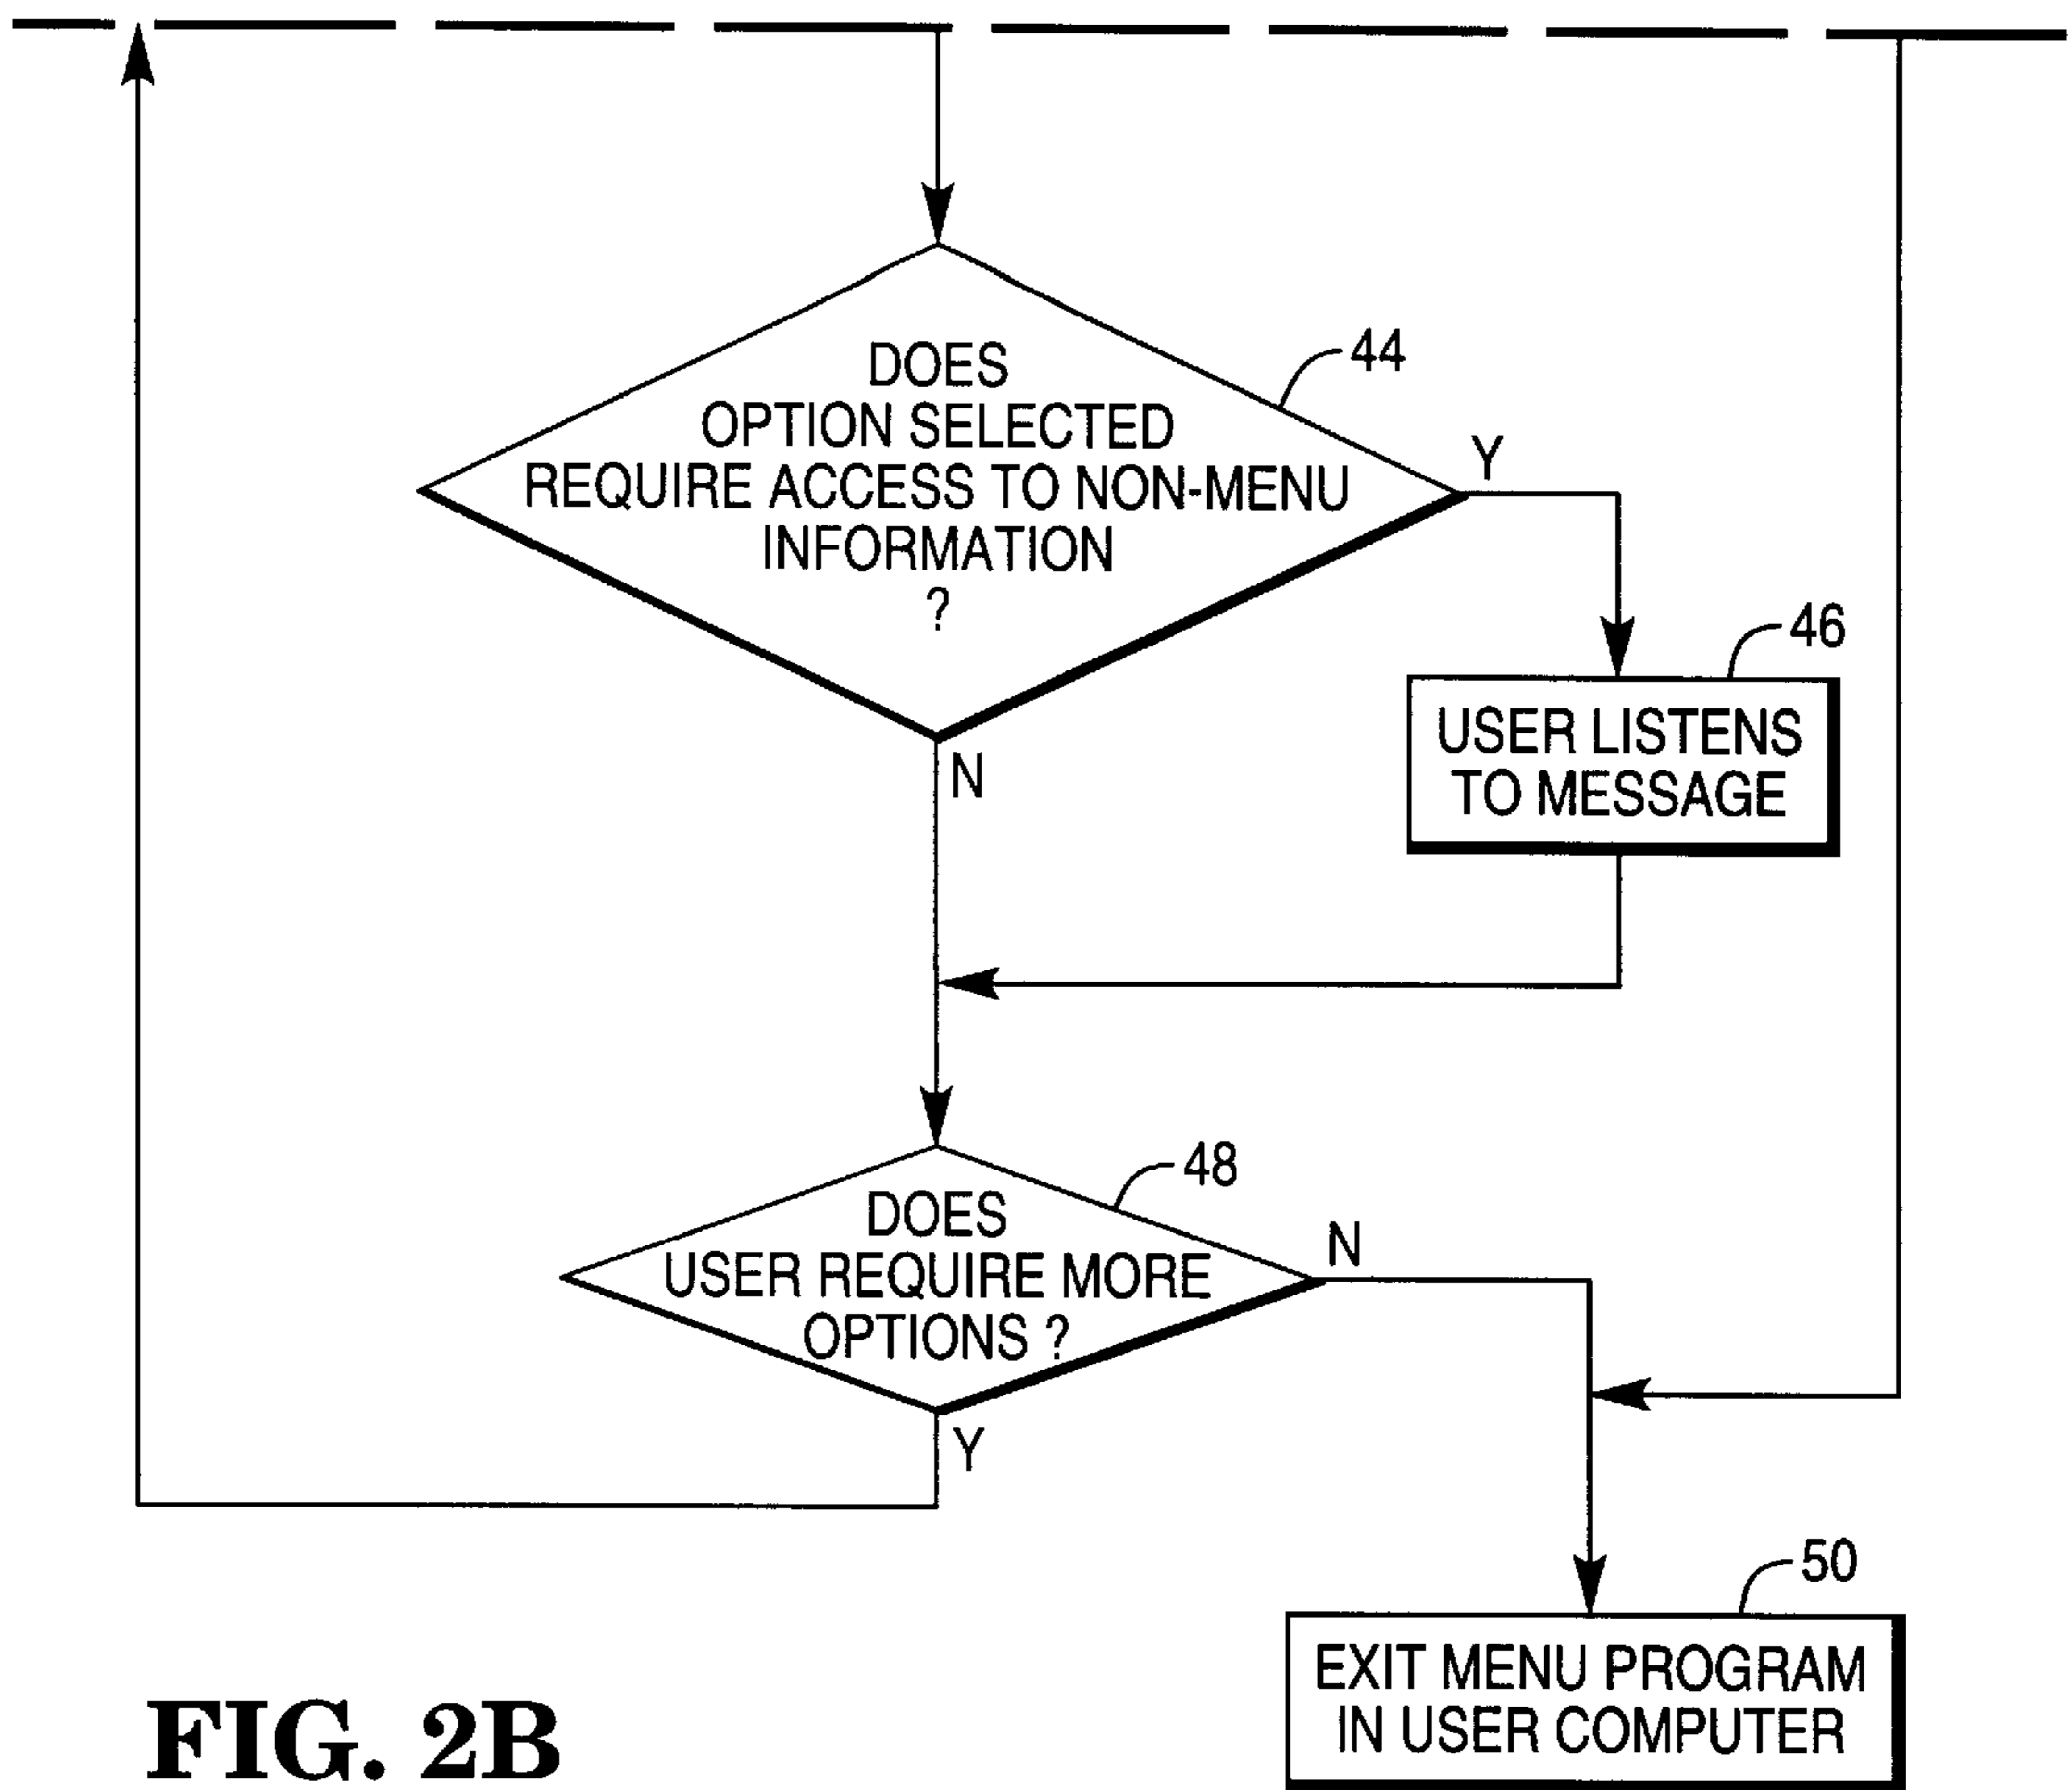 DOES
OPTION SELECTED
REQUIRE ACCESS TO NON-MENU
INFORMATION
?
44
Y
N
46
USER LISTENS
TO MESSAGE
48
DOES
USER REQUIRE MORE
OPTIONS ?
N
Y
50
EXIT MENU PROGRAM
IN USER COMPUTER
FIG. 2B